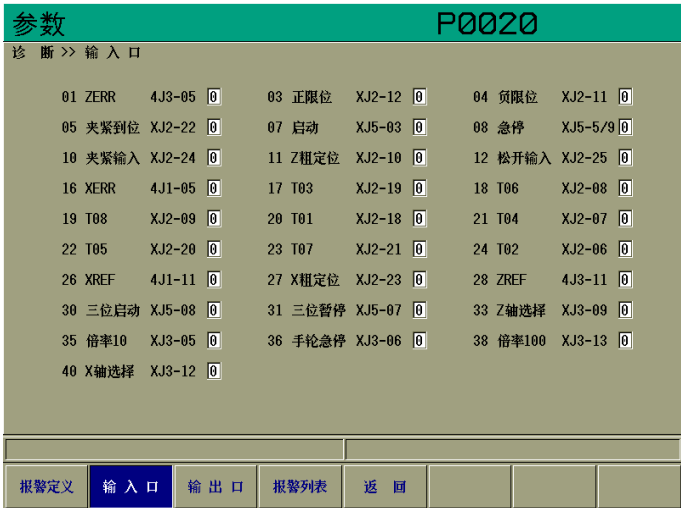 参数 P0020
诊 断 >> 输 入 口
01 ZERR 4J3-05 0 03 正限位 XJ2-12 0 04 负限位 XJ2-11 0
05 夹紧到位 XJ2-22 0 07 启动 XJ5-03 0 08 急停 XJ5-5/9 0
10 夹紧输入 XJ2-24 0 11 Z粗定位 XJ2-10 0 12 松开输入 XJ2-25 0
16 XERR 4J1-05 0 17 T03 XJ2-19 0 18 T06 XJ2-08 0
19 T08 XJ2-09 0 20 T01 XJ2-18 0 21 T04 XJ2-07 0
22 T05 XJ2-20 0 23 T07 XJ2-21 0 24 T02 XJ2-06 0
26 XREF 4J1-11 0 27 X粗定位 XJ2-23 0 28 ZREF 4J3-11 0
30 三位启动 XJ5-08 0 31 三位暂停 XJ5-07 0 33 Z轴选择 XJ3-09 0
35 倍率10 XJ3-05 0 36 手轮急停 XJ3-06 0 38 倍率100 XJ3-13 0
40 X轴选择 XJ3-12 0
报警定义 输 入 口 输 出 口 报警列表 返 回